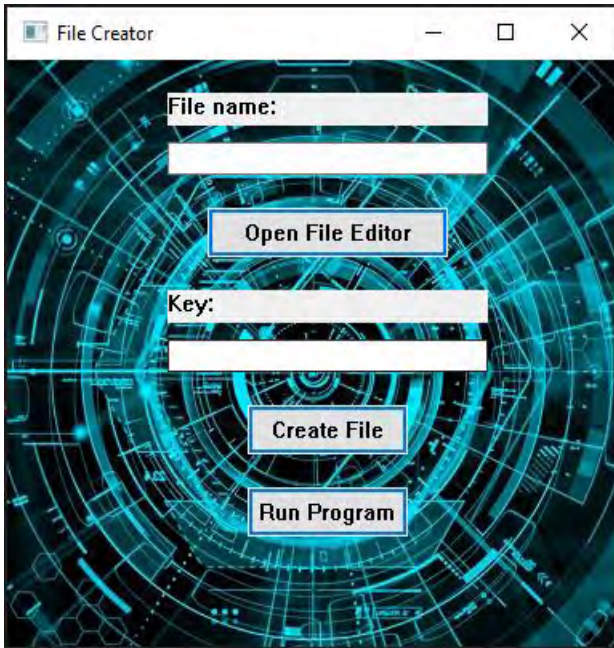 File Creator
File name:
Open File Editor
Key:
Create File
Run Program